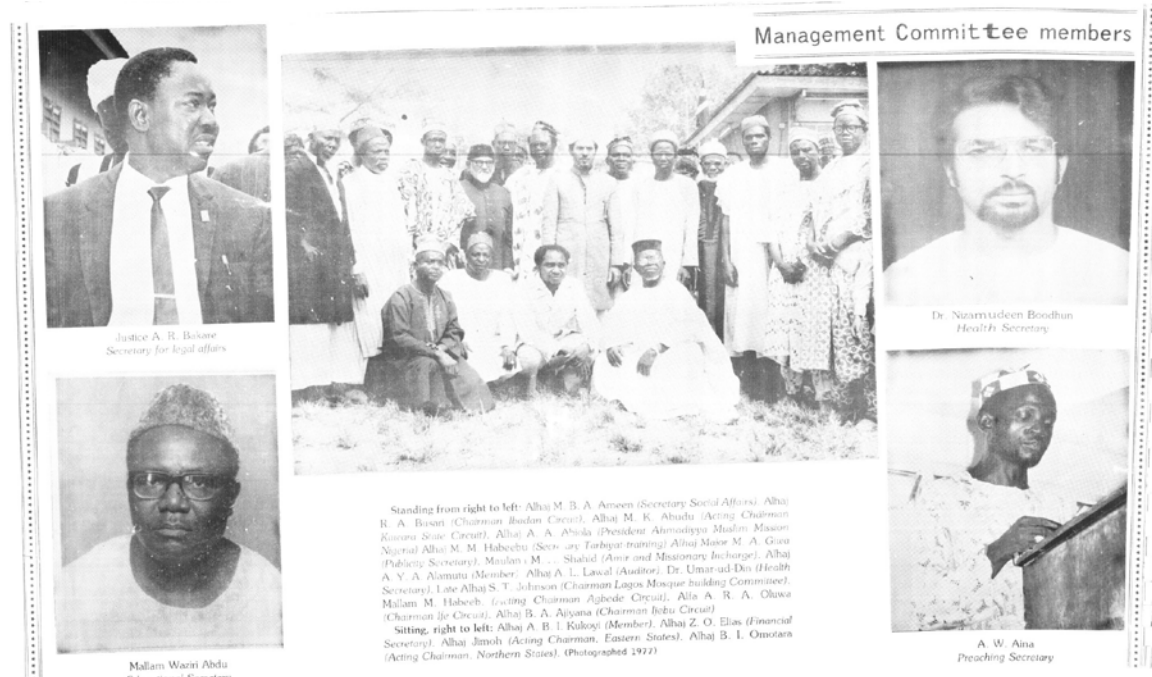 Management Committee members
Justice A. R. Bakare
Secretary for legal affairs
Dr. Nizamudeen Boodhun
Health Secretary
Standing from right to left: Alhaj M. B. A. Ameen (Secretary Social Affairs). Alhaj
R. A. Busari (Chairman Ibadan Circuit), Alhaj M. K. Abudu (Acting Chairman
Kawara State Circuit), Alhaj A. A. Abiola (President Ahmadiyya Muslim Mission
Nigeria) Alhaj M. M. Habeebu (Secretary Tarbiyat-training) Alhaj Major M. A. Giwa
(Publicity Secretary), Maulana M. Shahid (Amir and Missionary Incharge). Alhaj
A. Y. A. Alamutu (Member) Alhaj A. L. Lawal (Auditor). Dr. Umar-ud-Din (Health
Secretary). Late Alhaj S. T. Johnson (Chairman Lagos Mosque building Committee).
Mallam M. Habeeb. (Acting Chairman Agbede Circuit). Alfa A. R. A. Oluwa
(Chairman Ife Circuit), Alhaj B. A. Ajiyana (Chairman Ijobu Circuit)
Sitting, right to left: Alhaj A. B. I. Kukoyi (Member). Alhaj Z. O. Elias (Financial
Secretary). Alhaj Jimoh (Acting Chairman, Eastern States). Alhaj B. I. Omotara
(Acting Chairman, Northern States). (Photographed 1977)
Mallam Waziri Abdu
A. W. Aina
Preaching Secretary